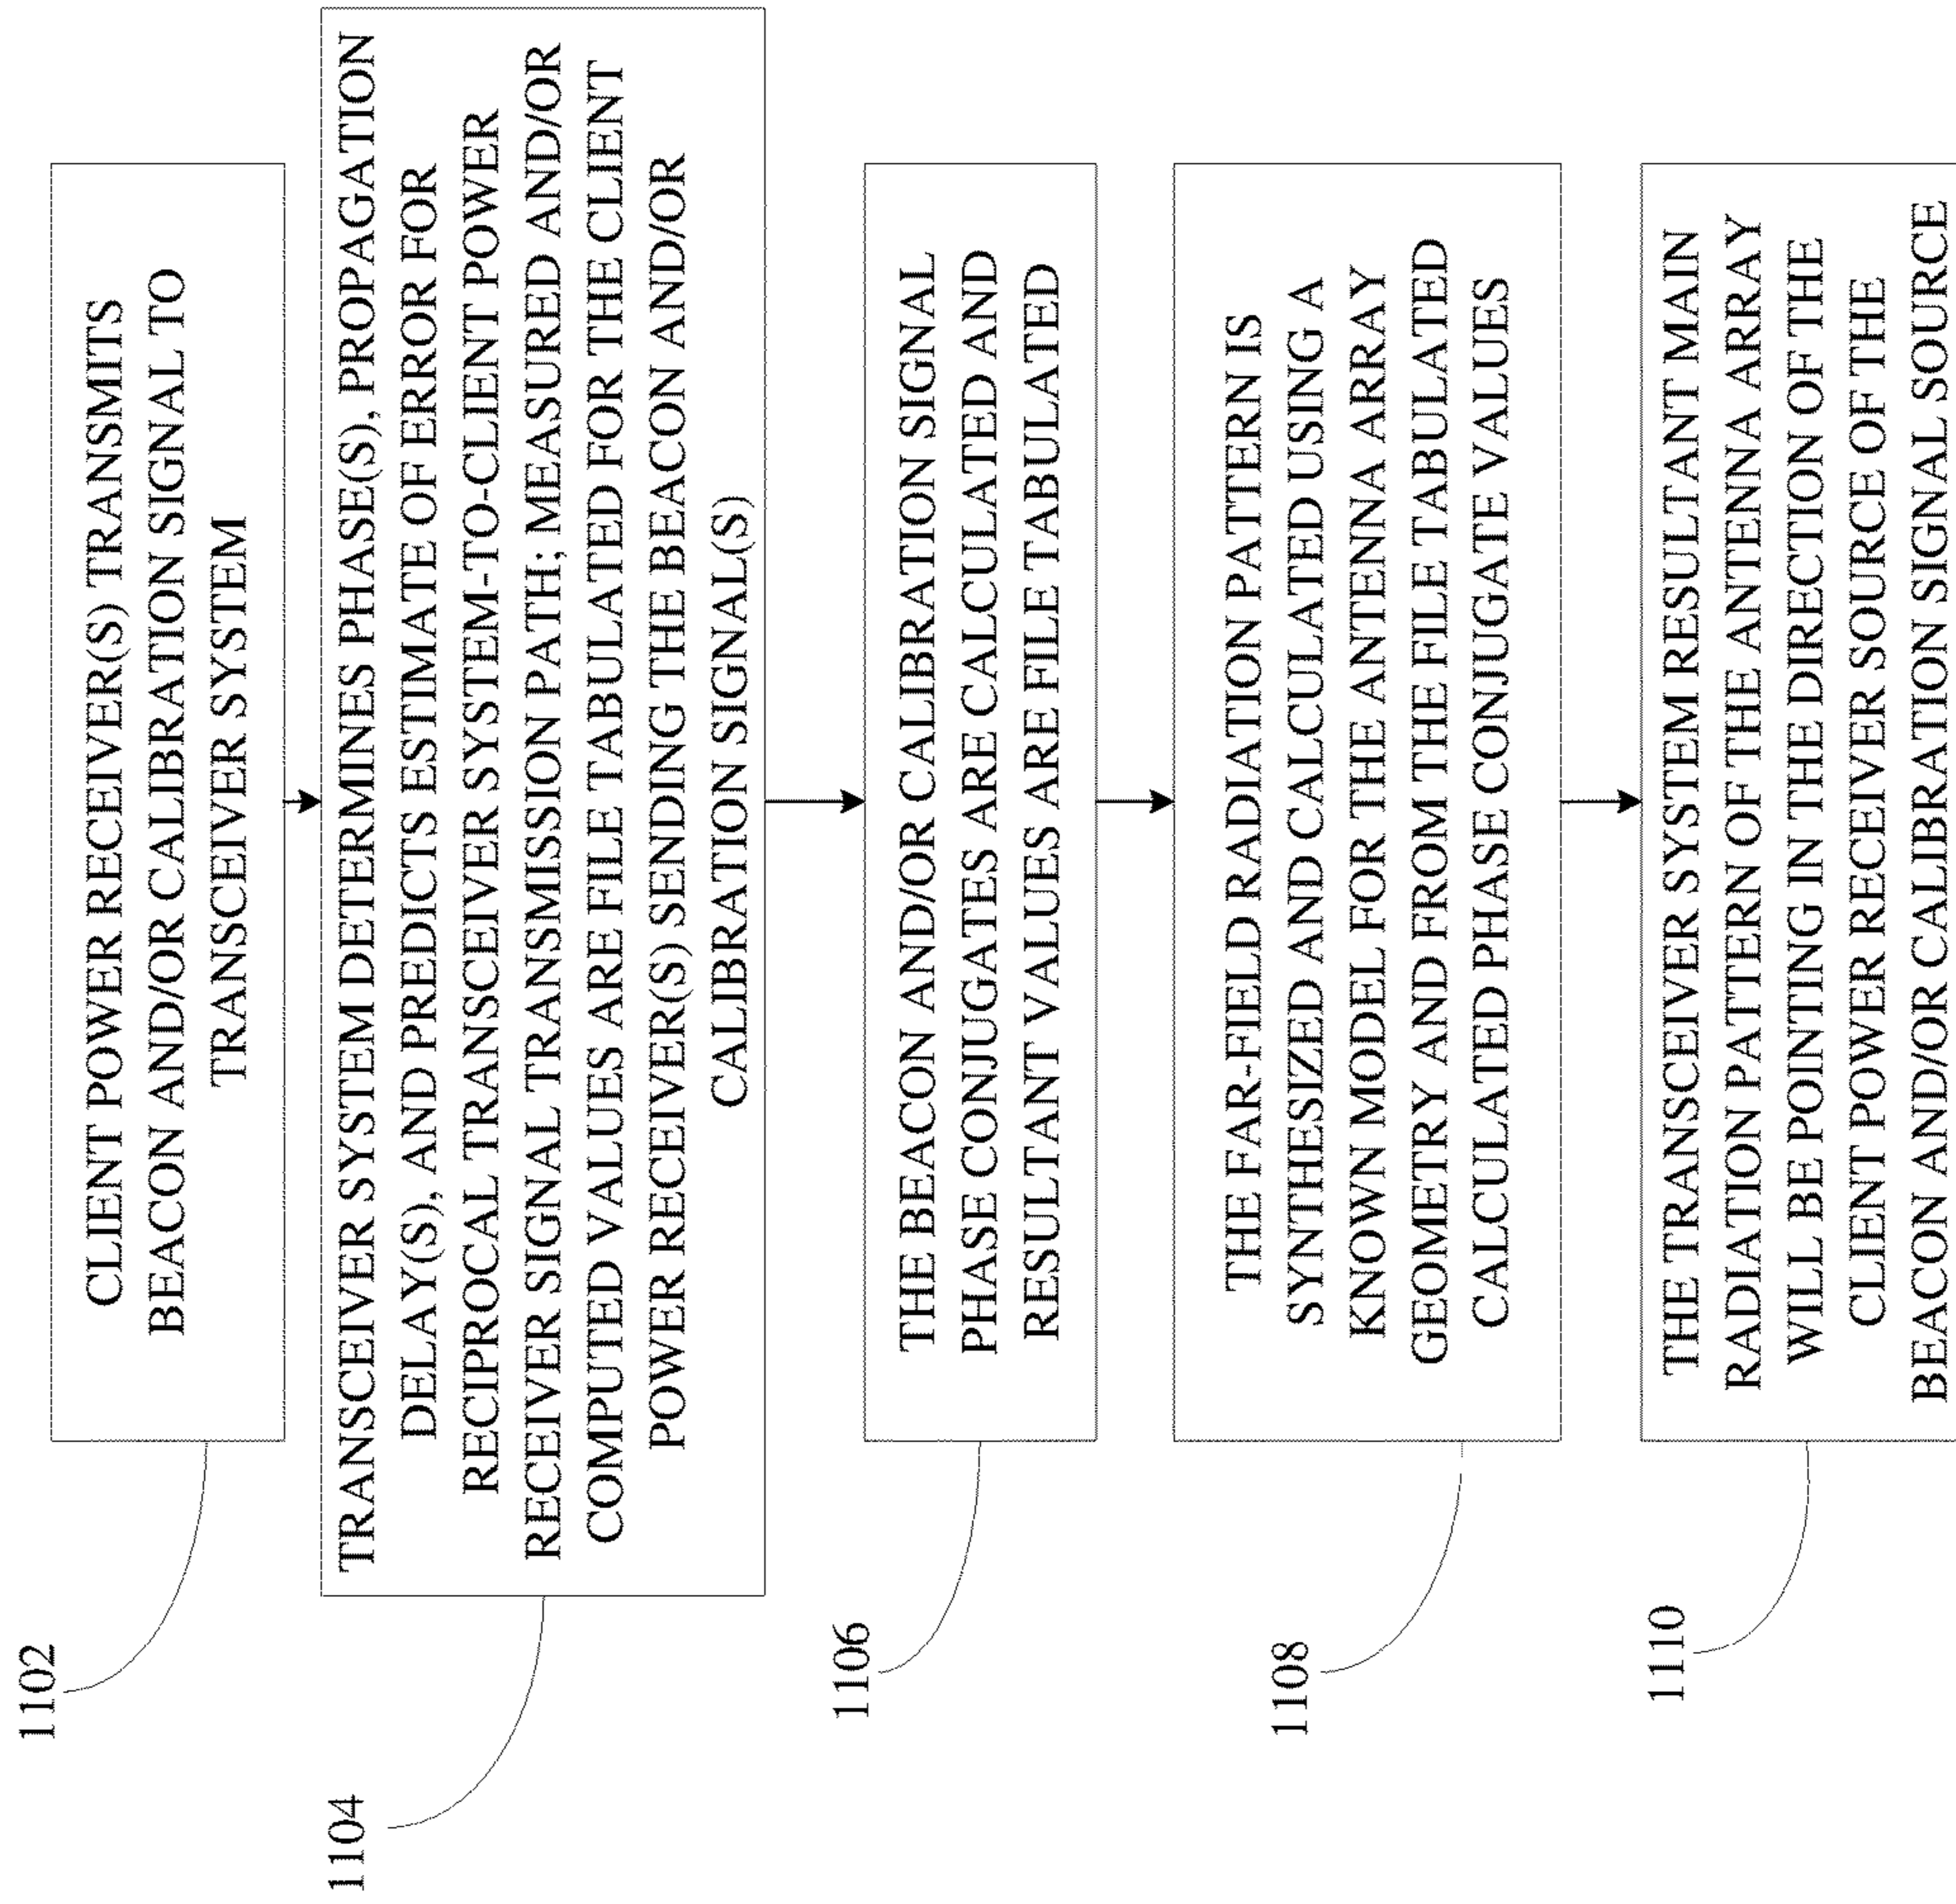 1102
CLIENT POWER RECEIVER(S) TRANSMITS
BEACON AND/OR CALIBRATION SIGNAL TO
TRANSCEIVER SYSTEM
1104
TRANSCEIVER SYSTEM DETERMINES PHASE(S), PROPAGATION
DELAY(S), AND PREDICTS ESTIMATE OF ERROR FOR
RECIPROCAL TRANSCEIVER SYSTEM-TO-CLIENT POWER
RECEIVER SIGNAL TRANSMISSION PATH; MEASURED AND/OR
COMPUTED VALUES ARE FILE TABULATED FOR THE CLIENT
POWER RECEIVER(S) SENDING THE BEACON AND/OR
CALIBRATION SIGNAL(S)
1106
THE BEACON AND/OR CALIBRATION SIGNAL
PHASE CONJUGATES ARE CALCULATED AND
RESULTANT VALUES ARE FILE TABULATED
1108
THE FAR-FIELD RADIATION PATTERN IS
SYNTHESIZED AND CALCULATED USING A
KNOWN MODEL FOR THE ANTENNA ARRAY
GEOMETRY AND FROM THE FILE TABULATED
CALCULATED PHASE CONJUGATE VALUES
1110
THE TRANSCEIVER SYSTEM RESULTANT MAIN
RADIATION PATTERN OF THE ANTENNA ARRAY
WILL BE POINTING IN THE DIRECTION OF THE
CLIENT POWER RECEIVER SOURCE OF THE
BEACON AND/OR CALIBRATION SIGNAL SOURCE